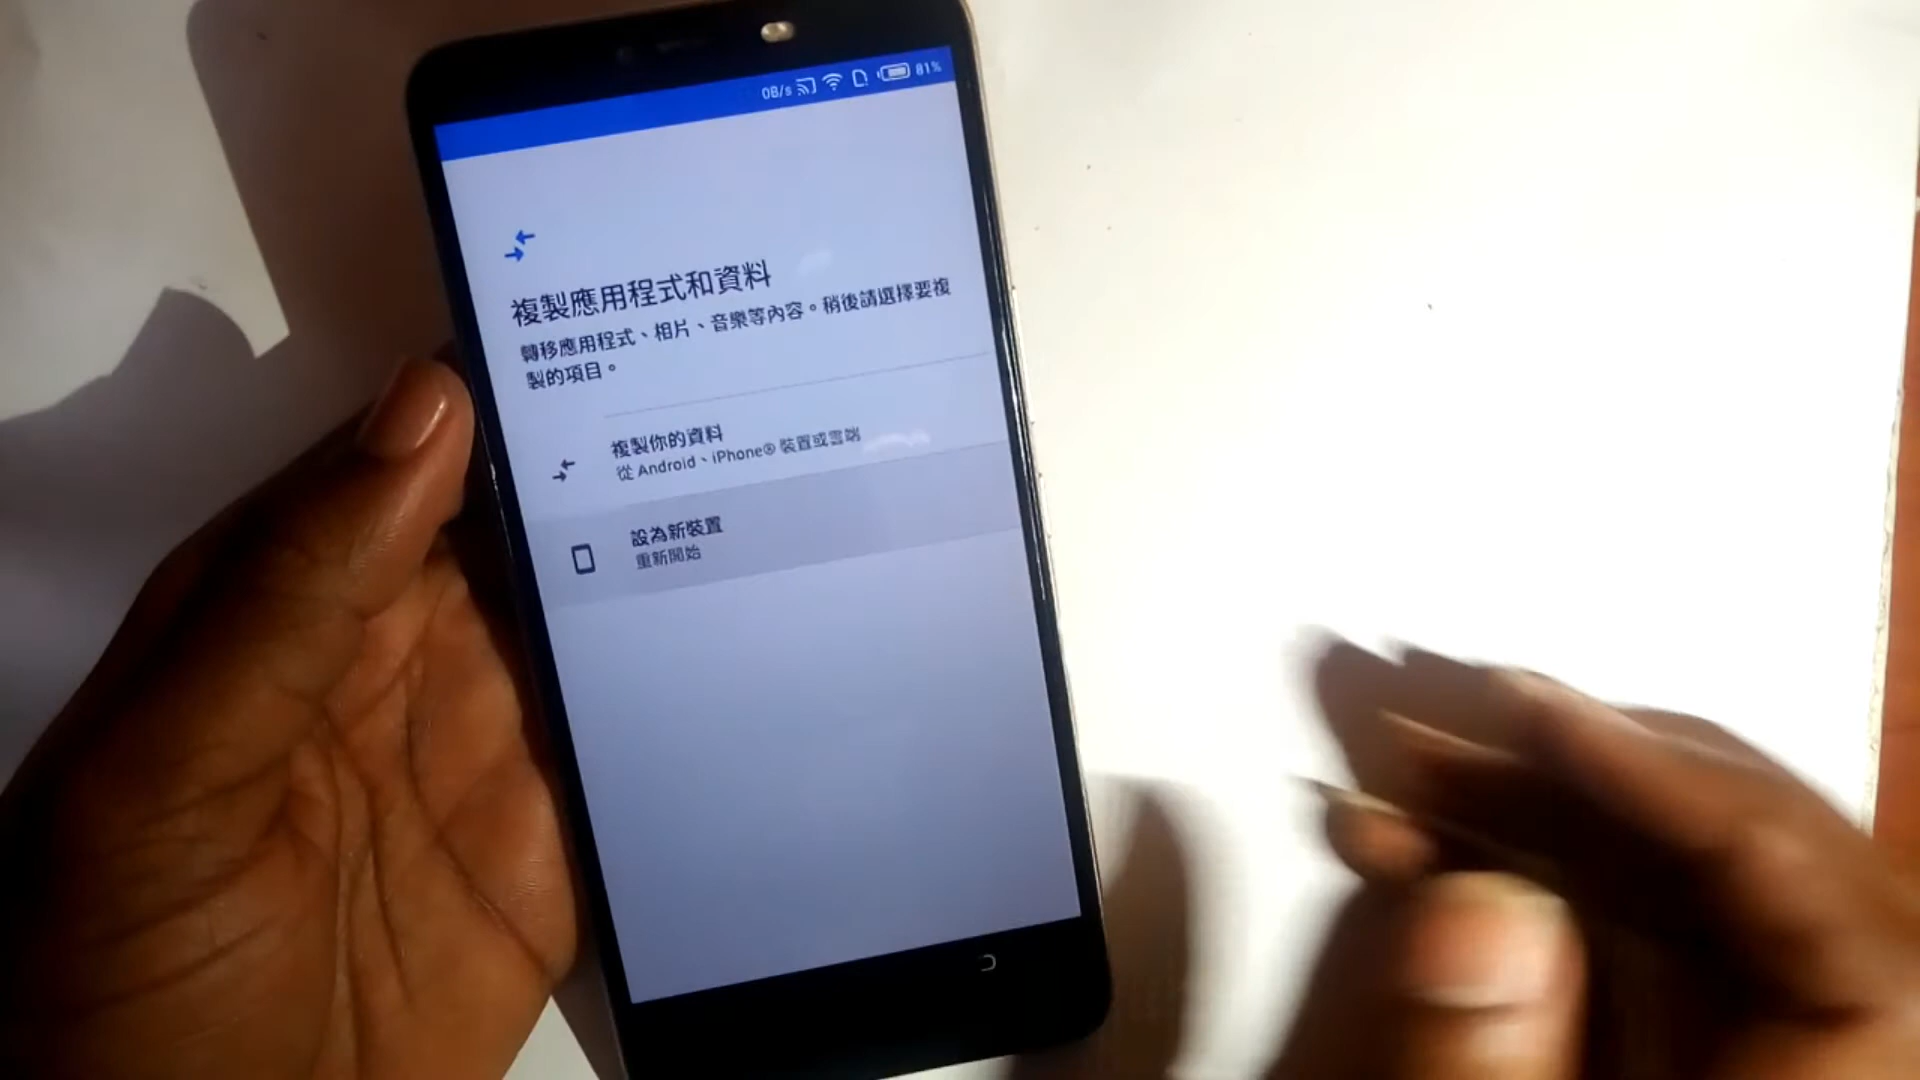 0B/s 81%
複製應用程式和資料
轉移應用程式、相片、音樂等內容。稍後請選擇要複
製的項目。
複製你的資料
從 Android、iPhone® 裝置或雲端
設為新裝置
重新開始